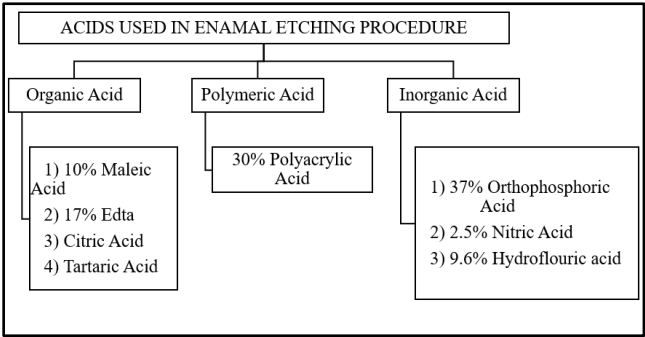 ACIDS USED IN ENAMAL ETCHING PROCEDURE
Organic Acid
Polymeric Acid
Inorganic Acid
1) 10% Maleic
Acid
2) 17% Edta
3) Citric Acid
4) Tartaric Acid
30% Polyacrylic
Acid
1) 37% Orthophosphoric
Acid
2) 2.5% Nitric Acid
3) 9.6% Hydroflouric acid